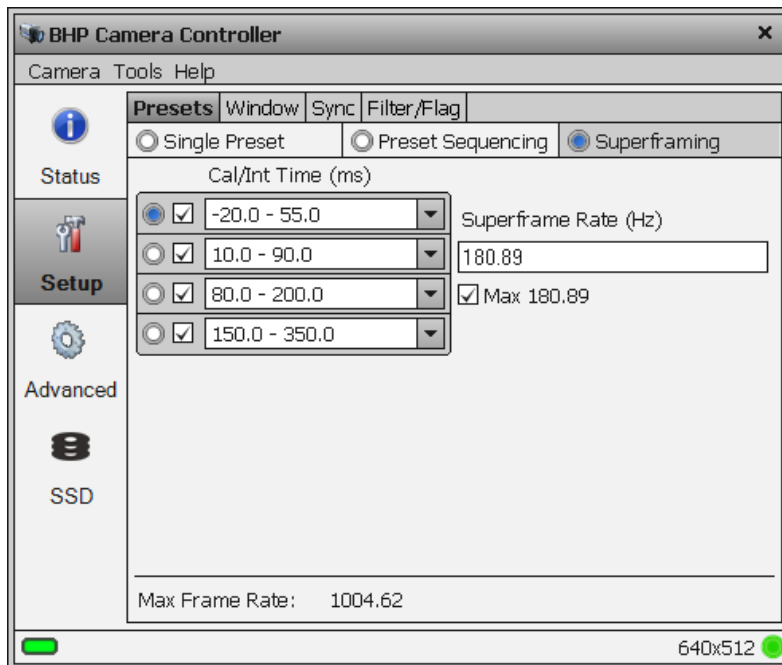 BHP Camera Controller
Camera Tools Help
Presets Window Sync Filter/Flag
Single Preset Preset Sequencing Superframing
Status
Cal/Int Time (ms)
-20.0 - 55.0
Superframe Rate (Hz)
10.0 - 90.0
180.89
Setup
80.0 - 200.0
Max 180.89
150.0 - 350.0
Advanced
SSD
Max Frame Rate: 1004.62
640x512